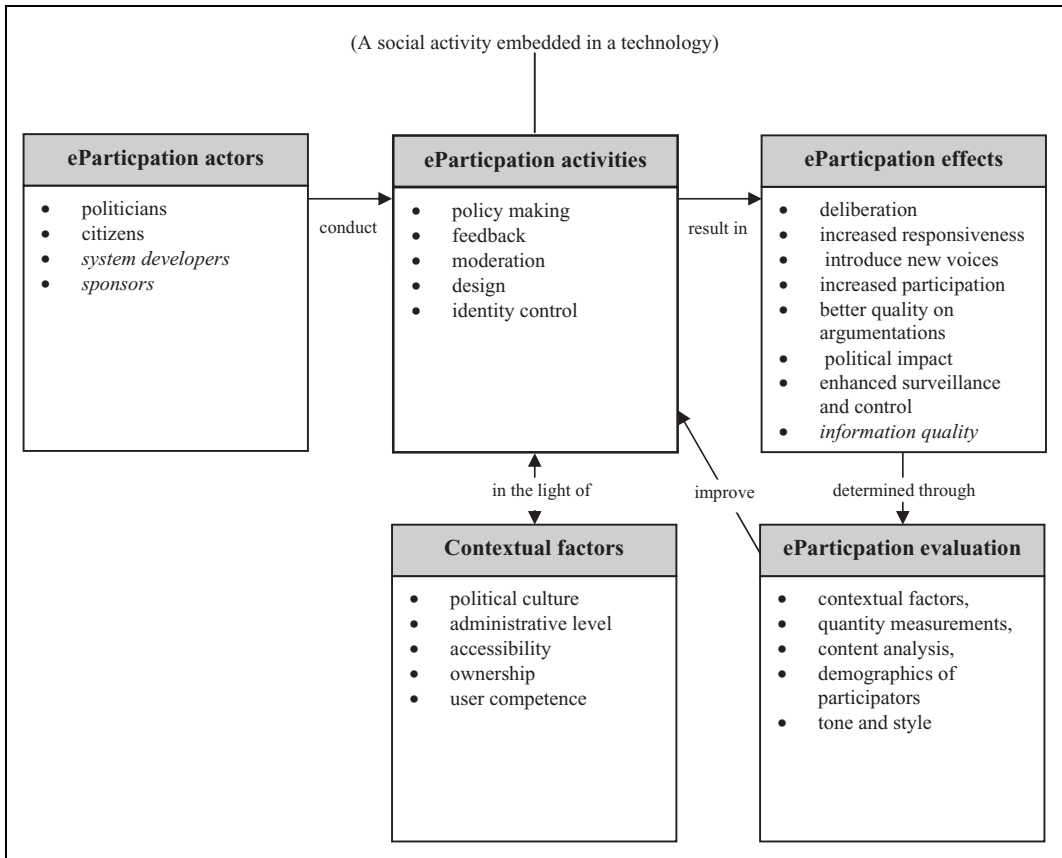 (A social activity embedded in a technology)
eParticpation actors
• politicians
• citizens
• system developers
• sponsors
conduct
eParticpation activities
• policy making
• feedback
• moderation
• design
• identity control
result in
eParticpation effects
• deliberation
• increased responsiveness
• introduce new voices
• increased participation
• better quality on
argumentations
• political impact
• enhanced surveillance
and control
• information quality
in the light of
improve
determined through
Contextual factors
• political culture
• administrative level
• accessibility
• ownership
• user competence
eParticpation evaluation
• contextual factors,
• quantity measurements,
• content analysis,
• demographics of
participators
• tone and style